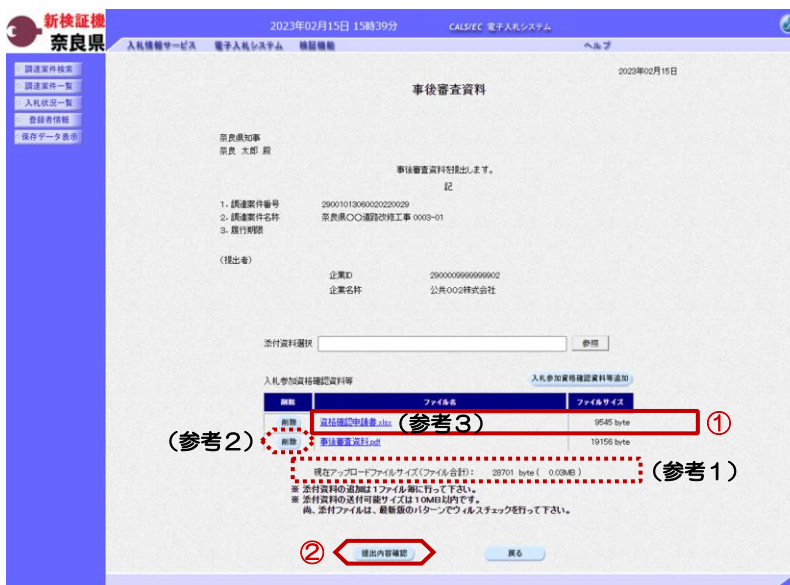 新検証機
奈良県
2023年02月15日 15時39分 CALS/EC 電子入札システム
入札情報サービス 電子入札システム 検証機能 ヘルプ
調達案件検索
調達案件一覧
入札状況一覧
登録者情報
保存データ表示
2023年02月15日
事後審査資料
奈良県知事
奈良 太郎 殿
事後審査資料を提出します。
記
1. 調達案件番号 29001013060020220029
2. 調達案件名称 奈良県〇〇道路改修工事 0003-01
3. 履行期限
(提出者)
企業ID 2900009999999902
企業名称 公共002株式会社
添付資料選択 参照
入札参加資格確認資料等 入札参加資格確認資料等追加
削除 ファイル名 ファイルサイズ
削除 資格確認申請書.xlsx (参考3) 9545 byte ①
(参考2) 削除 事後審査資料.pdf 19156 byte
現在アップロードファイルサイズ(ファイル合計): 28701 byte ( 0.03MB) (参考1)
※ 添付資料の追加は1ファイル毎に行って下さい。
※ 添付資料の送付可能サイズは10MB以内です。
尚、添付ファイルは、最新版のパターンでウィルスチェックを行って下さい。
② 提出内容確認 戻る